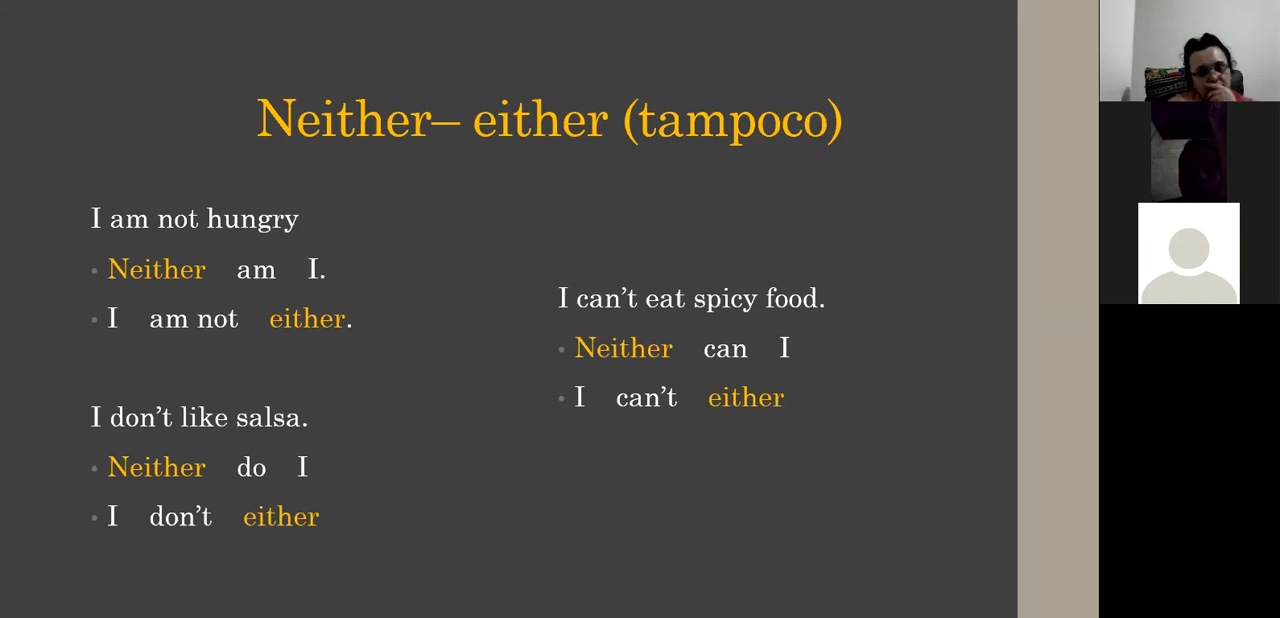 Neither– either (tampoco)
I am not hungry
• Neither am I.
• I am not either.
I don’t like salsa.
• Neither do I
• I don’t either
I can’t eat spicy food.
• Neither can I
• I can’t either